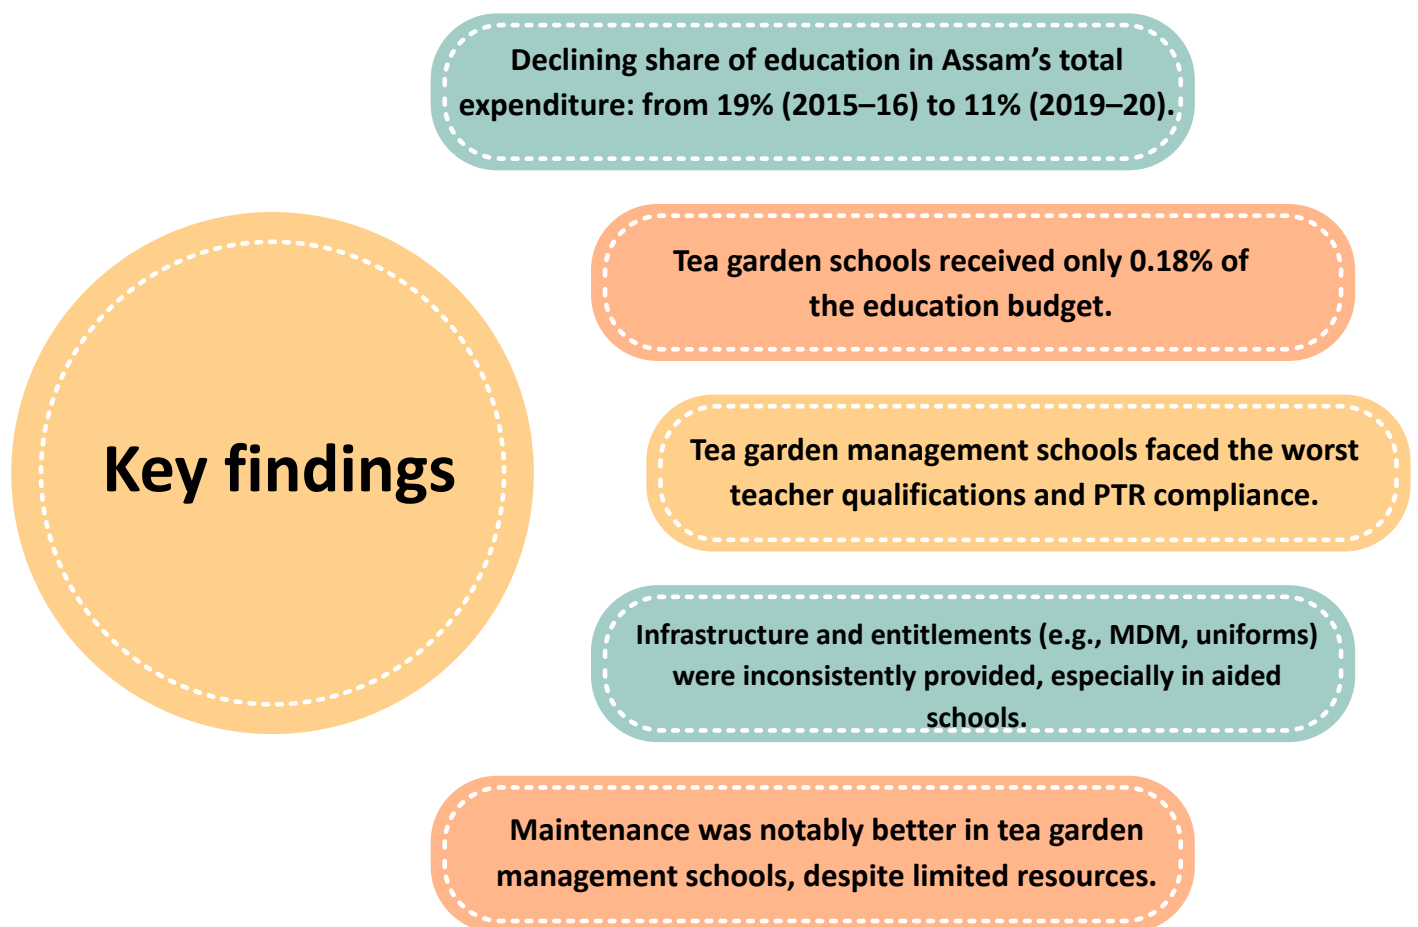 Declining share of education in Assam’s total
expenditure: from 19% (2015–16) to 11% (2019–20).
Tea garden schools received only 0.18% of
the education budget.
Key findings
Tea garden management schools faced the worst
teacher qualifications and PTR compliance.
Infrastructure and entitlements (e.g., MDM, uniforms)
were inconsistently provided, especially in aided
schools.
Maintenance was notably better in tea garden
management schools, despite limited resources.